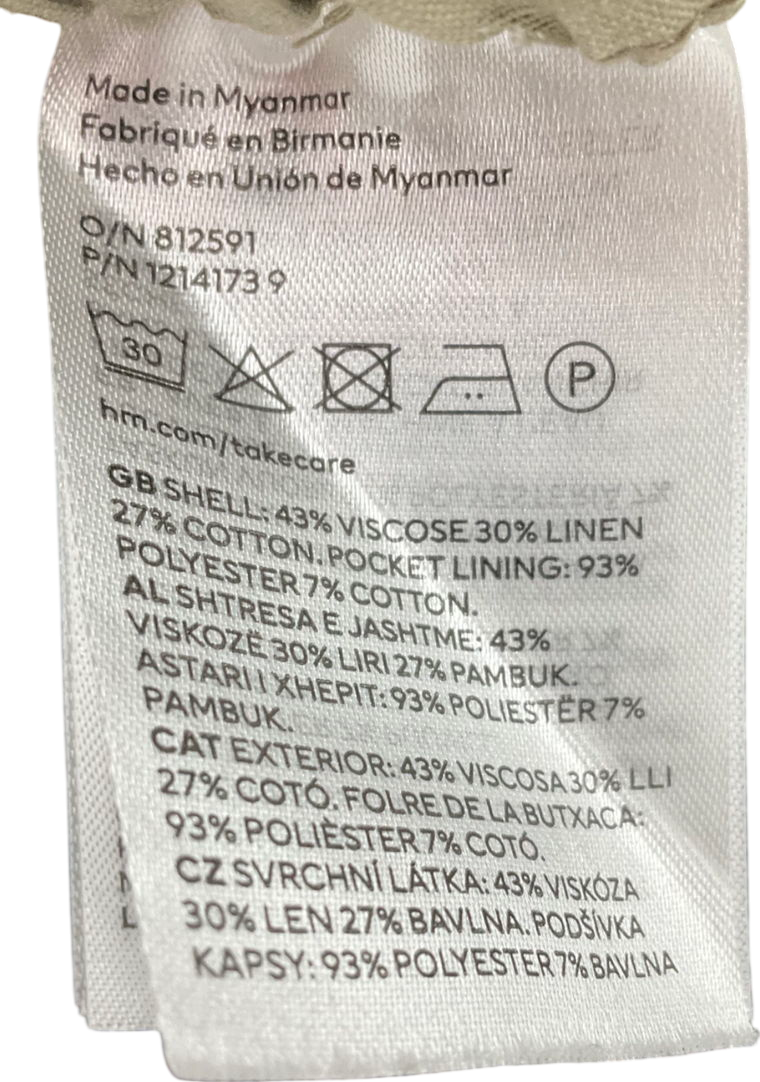 Made in Myanmar
Fabriqué en Birmanie
Hecho en Unión de Myanmar
O/N 812591
P/N 1214173 9
30
P
hm.com/takecare
GB SHELL: 43% VISCOSE 30% LINEN
27% COTTON. POCKET LINING: 93%
POLYESTER 7% COTTON.
AL SHTRESA E JASHTME: 43%
VISKOZË 30% LIRI 27% PAMBUK.
ASTARI I XHEPIT: 93% POLIESTËR 7%
PAMBUK.
CAT EXTERIOR: 43% VISCOSA 30% LLI
27% COTÓ. FOLRE DE LA BUTXACA:
93% POLIÈSTER 7% COTÓ.
CZ SVRCHNÍ LÁTKA: 43% VISKÓZA
30% LEN 27% BAVLNA. PODŠÍVKA
KAPSY: 93% POLYESTER 7% BAVLNA